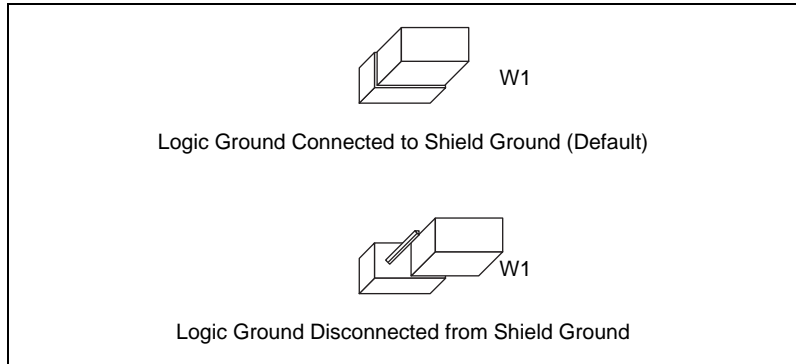 W1
Logic Ground Connected to Shield Ground (Default)
W1
Logic Ground Disconnected from Shield Ground